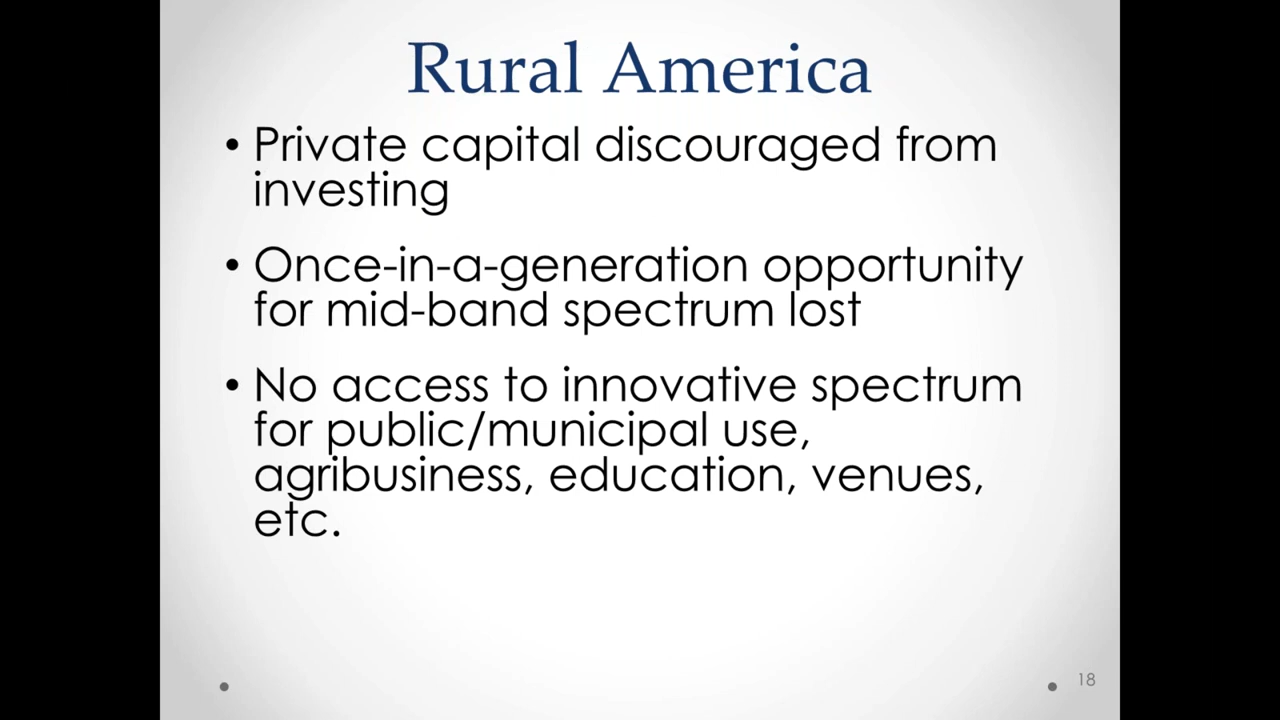 Rural America
• Private capital discouraged from
investing
• Once-in-a-generation opportunity
for mid-band spectrum lost
• No access to innovative spectrum
for public/municipal use,
agribusiness, education, venues,
etc.
18